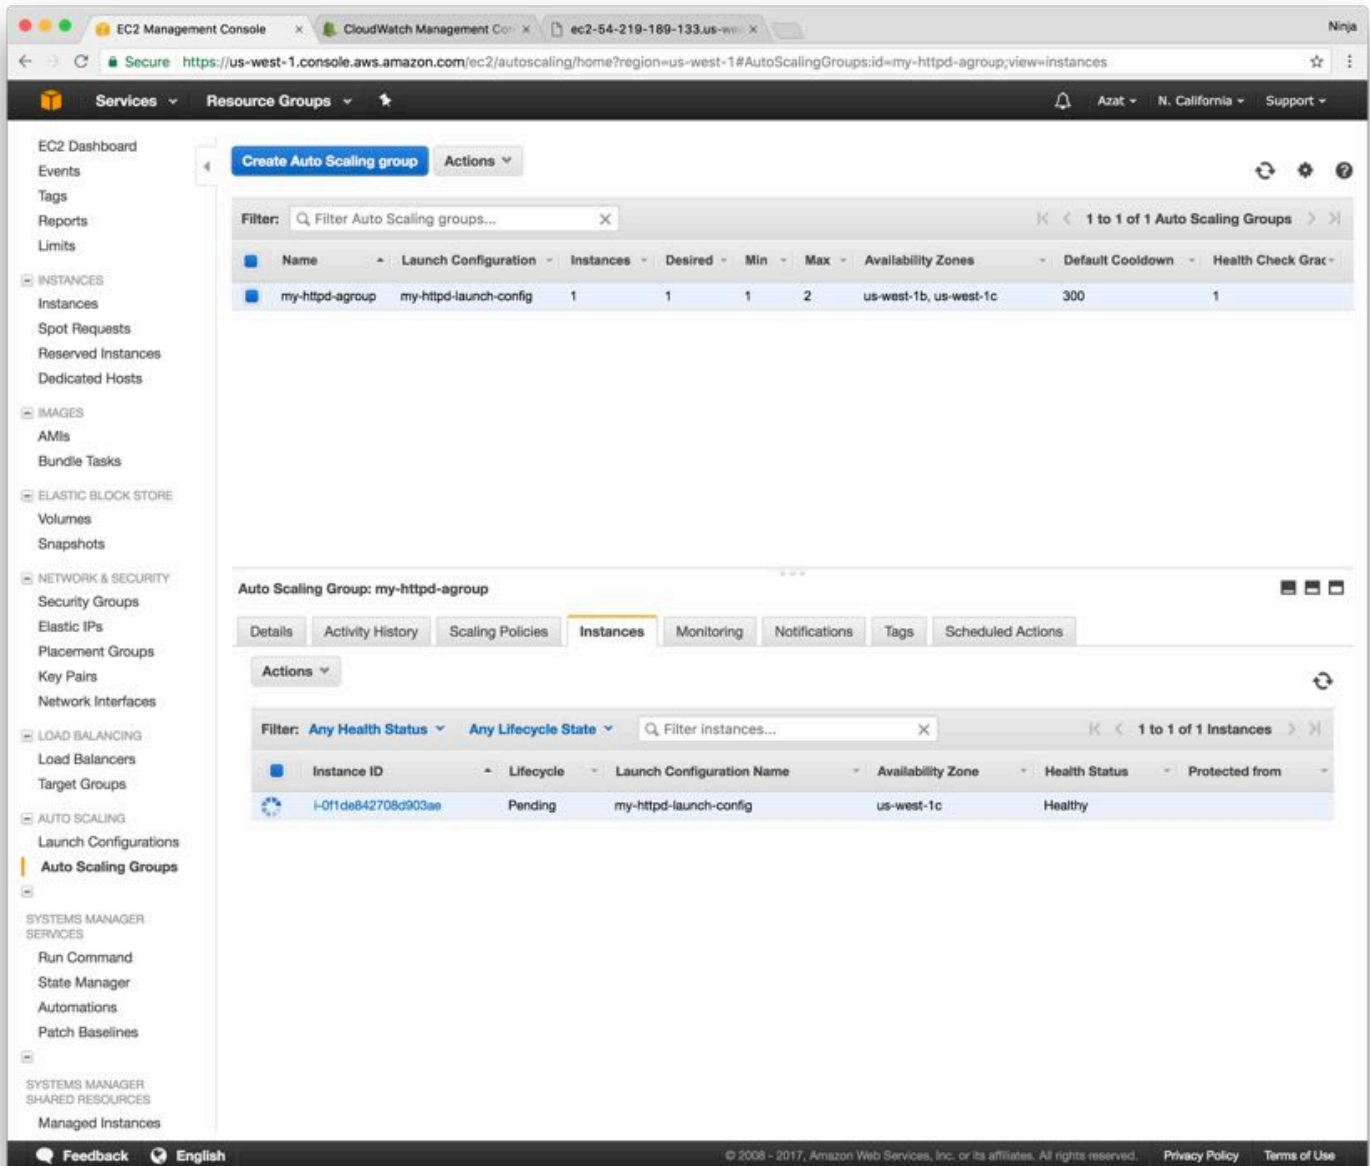 EC2 Management Console
CloudWatch Management Con
ec2-54-219-189-133.us-we
Ninja
Secure https://us-west-1.console.aws.amazon.com/ec2/autoscaling/home?region=us-west-1#AutoScalingGroups:id=my-httpd-agroup;view=instances
Services Resource Groups Azat N. California Support
EC2 Dashboard
Events
Tags
Reports
Limits
INSTANCES
Instances
Spot Requests
Reserved Instances
Dedicated Hosts
IMAGES
AMIs
Bundle Tasks
ELASTIC BLOCK STORE
Volumes
Snapshots
NETWORK & SECURITY
Security Groups
Elastic IPs
Placement Groups
Key Pairs
Network Interfaces
LOAD BALANCING
Load Balancers
Target Groups
AUTO SCALING
Launch Configurations
Auto Scaling Groups
SYSTEMS MANAGER
SERVICES
Run Command
State Manager
Automations
Patch Baselines
SYSTEMS MANAGER
SHARED RESOURCES
Managed Instances
Create Auto Scaling group Actions
Filter: Filter Auto Scaling groups... 1 to 1 of 1 Auto Scaling Groups
Name Launch Configuration Instances Desired Min Max Availability Zones Default Cooldown Health Check Grac
my-httpd-agroup my-httpd-launch-config 1 1 1 2 us-west-1b, us-west-1c 300 1
Auto Scaling Group: my-httpd-agroup
Details Activity History Scaling Policies Instances Monitoring Notifications Tags Scheduled Actions
Actions
Filter: Any Health Status Any Lifecycle State Filter instances... 1 to 1 of 1 Instances
Instance ID Lifecycle Launch Configuration Name Availability Zone Health Status Protected from
i-0f1de842708d903ae Pending my-httpd-launch-config us-west-1c Healthy
Feedback English © 2008 - 2017, Amazon Web Services, Inc. or its affiliates. All rights reserved. Privacy Policy Terms of Use